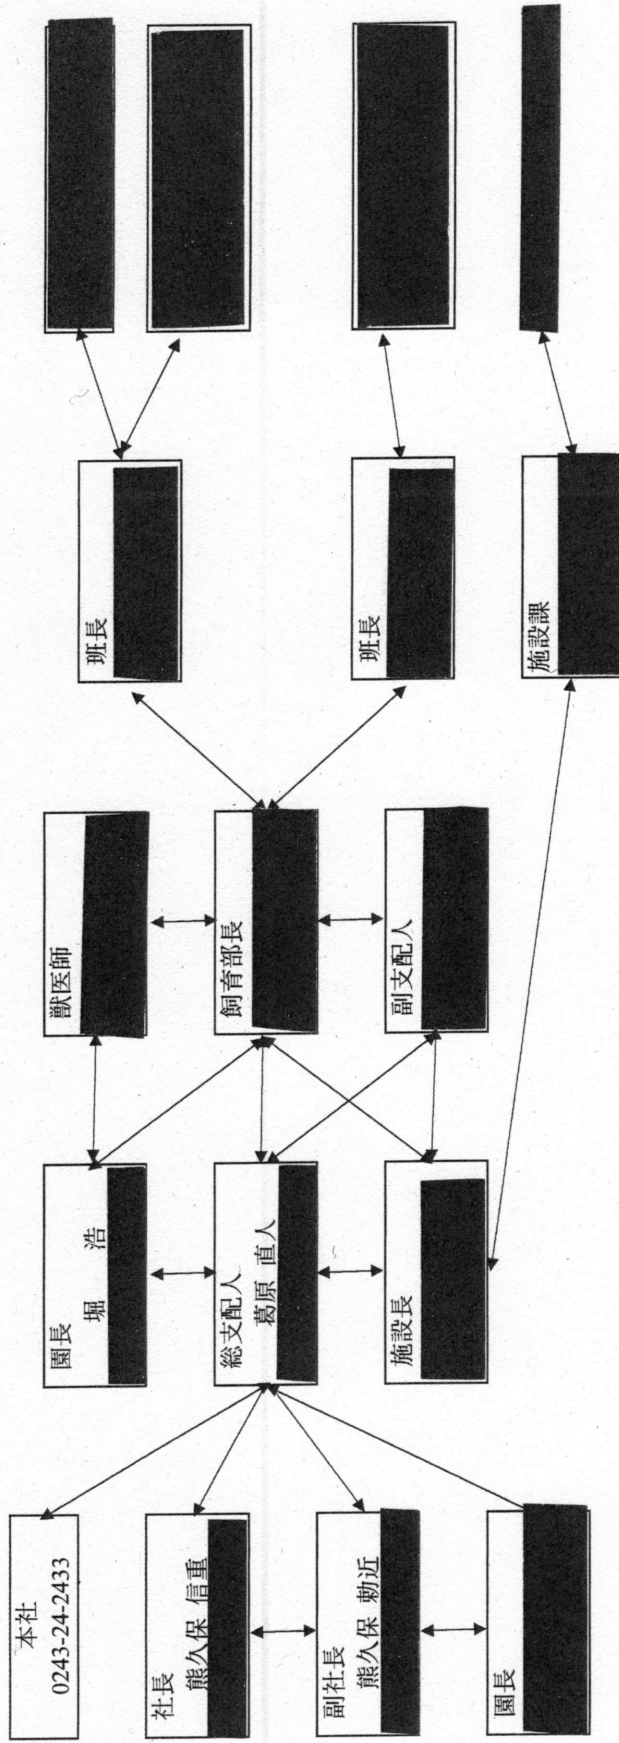 本社
0243-24-2433
社長
熊久保 信重
副社長
熊久保 勅近
園長
園長
堀 浩
総支配人
葛原 直人
施設長
獣医師
飼育部長
副支配人
班長
班長
施設課